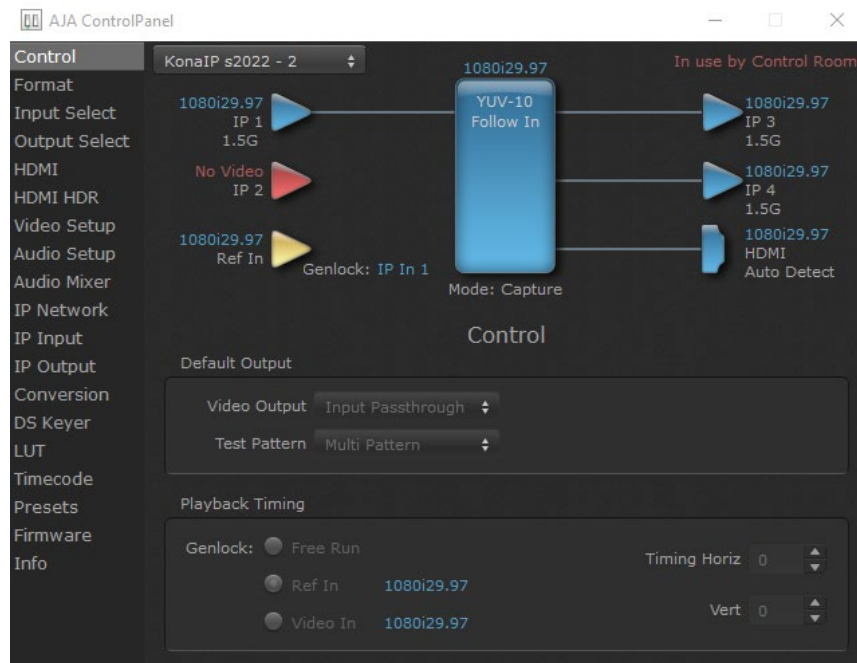 AJA ControlPanel
Control
Format
Input Select
Output Select
HDMI
HDMI HDR
Video Setup
Audio Setup
Audio Mixer
IP Network
IP Input
IP Output
Conversion
DS Keyer
LUT
Timecode
Presets
Firmware
Info
KonaIP s2022 - 2
1080i29.97
In use by Control Room
1080i29.97
IP 1
1.5G
No Video
IP 2
1080i29.97
Ref In
Genlock: IP In 1
YUV-10
Follow In
Mode: Capture
1080i29.97
IP 3
1.5G
1080i29.97
IP 4
1.5G
1080i29.97
HDMI
Auto Detect
Control
Default Output
Video Output Input Passthrough
Test Pattern Multi Pattern
Playback Timing
Genlock: Free Run
Ref In 1080i29.97
Video In 1080i29.97
Timing Horiz 0
Vert 0